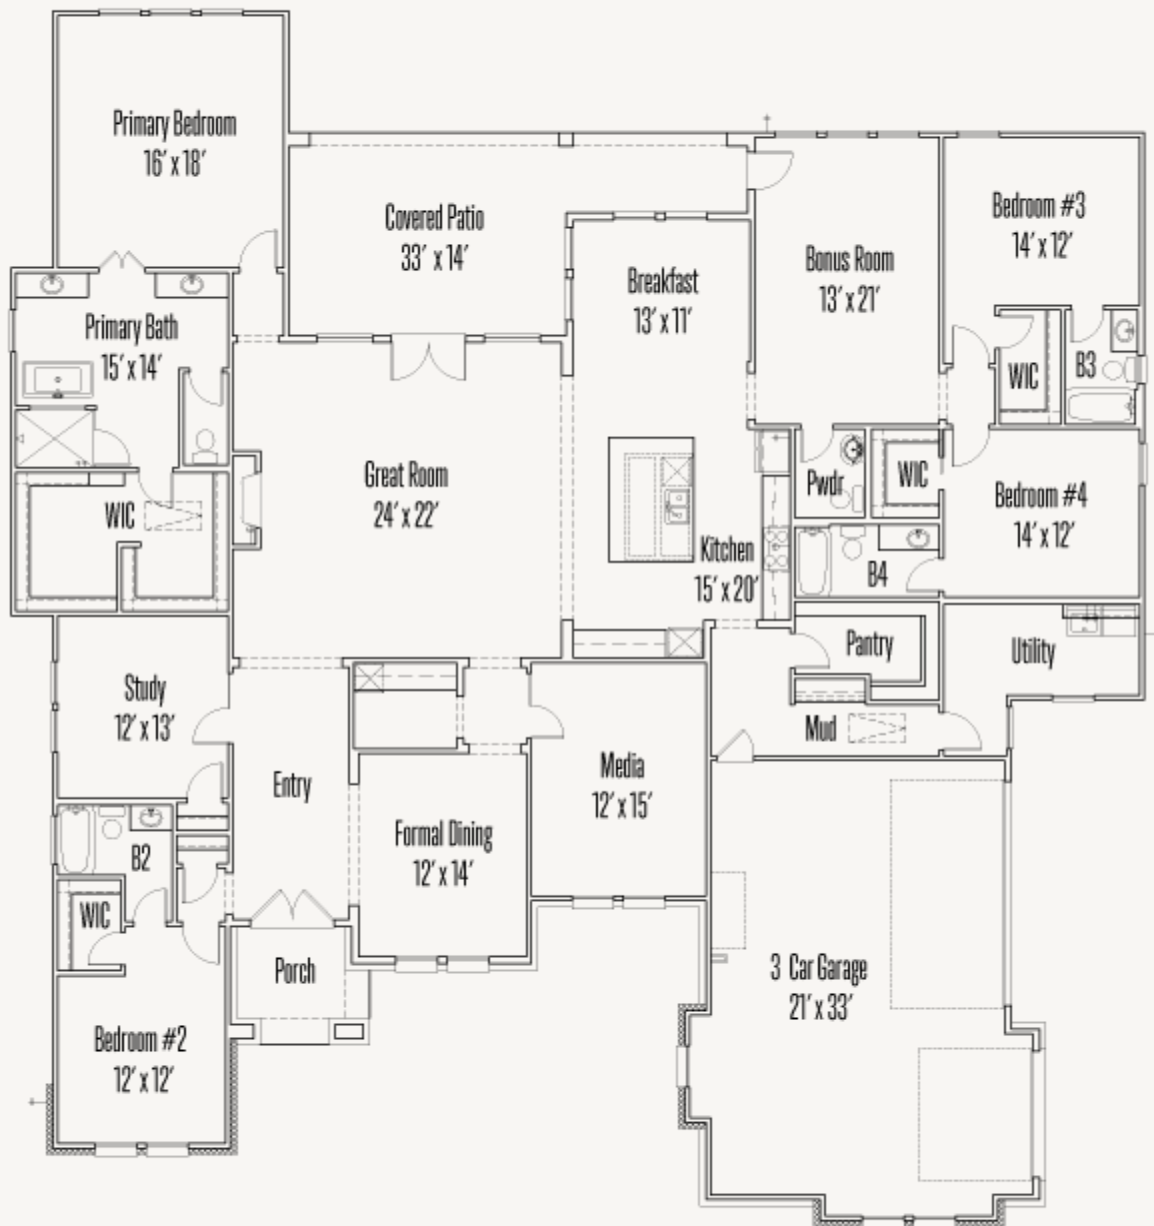 Primary Bedroom
16' x 18'
Covered Patio
33' x 14'
Breakfast
13' x 11'
Bonus Room
13' x 21'
Bedroom #3
14' x 12'
Primary Bath
15' x 14'
WIC
B3
Great Room
24' x 22'
WIC
Pwdr
WIC
Bedroom #4
14' x 12'
Kitchen
15' x 20'
B4
Study
12' x 13'
Pantry
Utility
Mud
Entry
Media
12' x 15'
Formal Dining
12' x 14'
B2
WIC
Porch
3 Car Garage
21' x 33'
Bedroom #2
12' x 12'